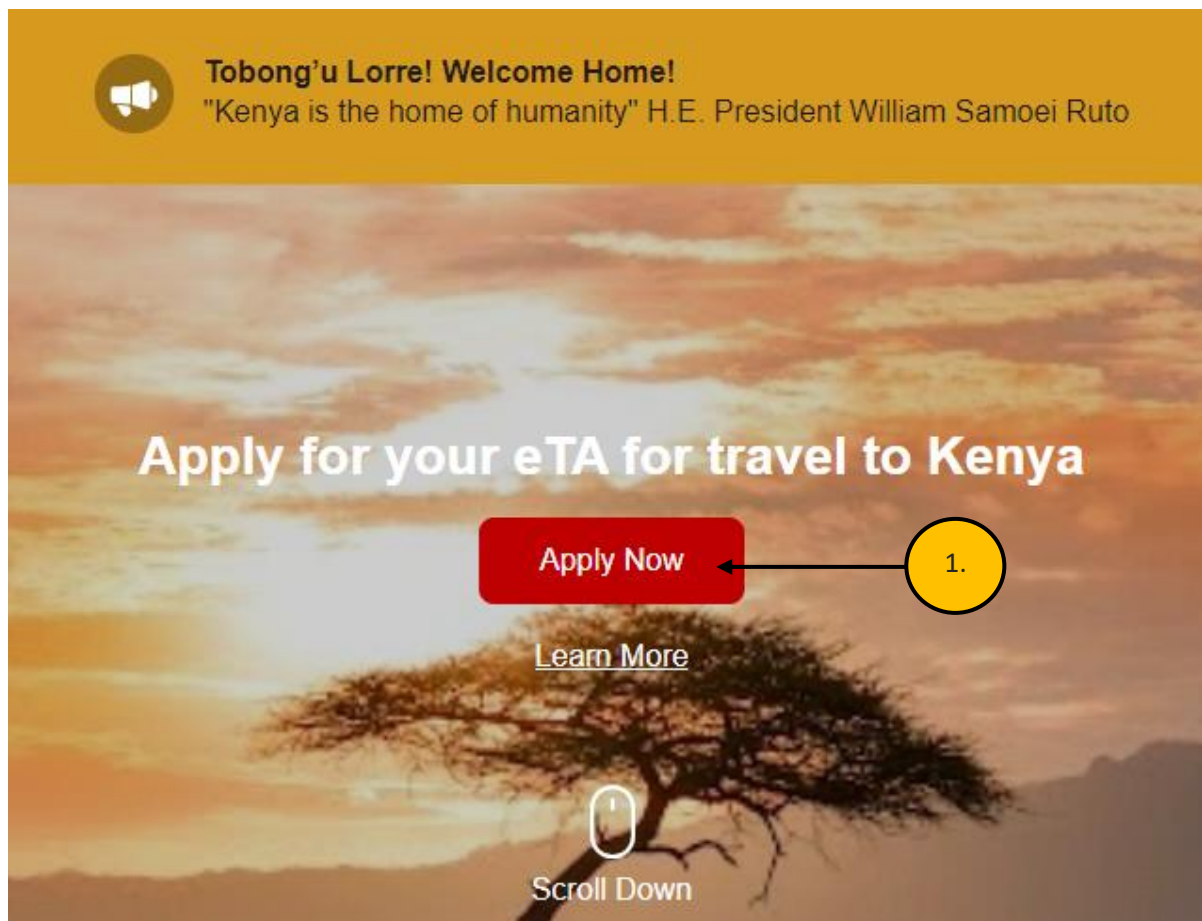 Tobong’u Lorre! Welcome Home!
"Kenya is the home of humanity" H.E. President William Samoei Ruto
Apply for your eTA for travel to Kenya
Apply Now
1.
Learn More
Scroll Down